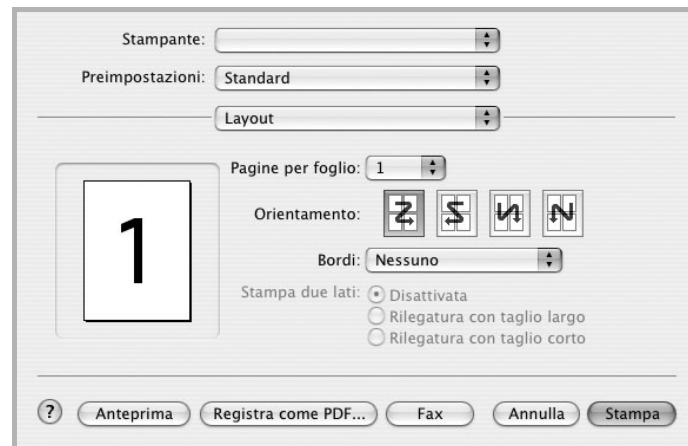 Stampante:
Preimpostazioni: Standard
Layout
Pagine per foglio: 1
Orientamento:
1
Bordi: Nessuno
Stampa due lati: Disattivata
Rilegatura con taglio largo
Rilegatura con taglio corto
? Anteprima Registra come PDF... Fax Annulla Stampa